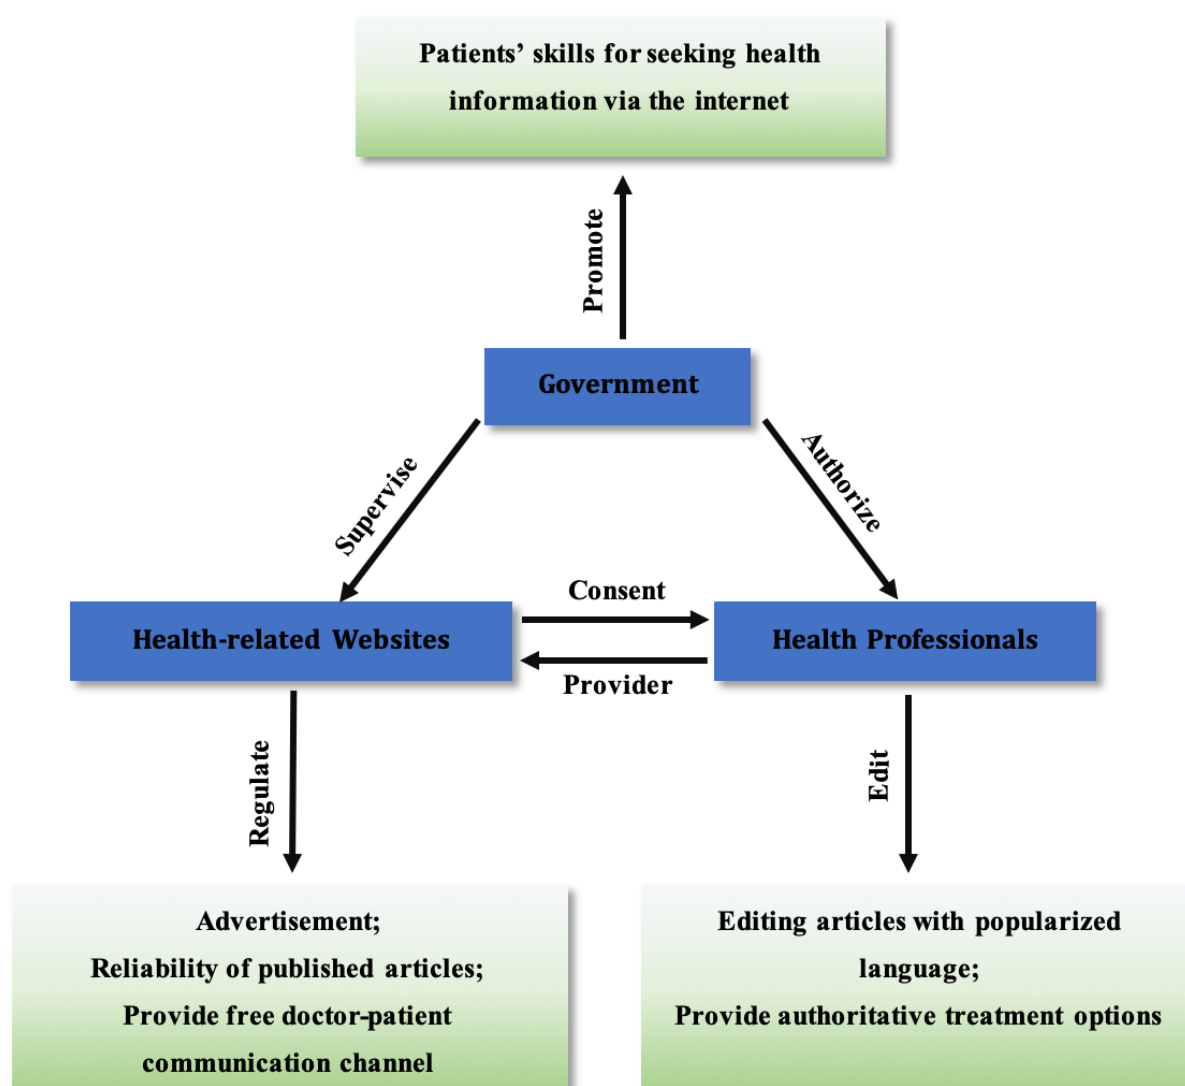 Patients’ skills for seeking health
information via the internet
Promote
Government
Supervise
Authorize
Consent
Health-related Websites
Health Professionals
Provider
Regulate
Edit
Advertisement;
Reliability of published articles;
Provide free doctor-patient
communication channel
Editing articles with popularized
language;
Provide authoritative treatment options